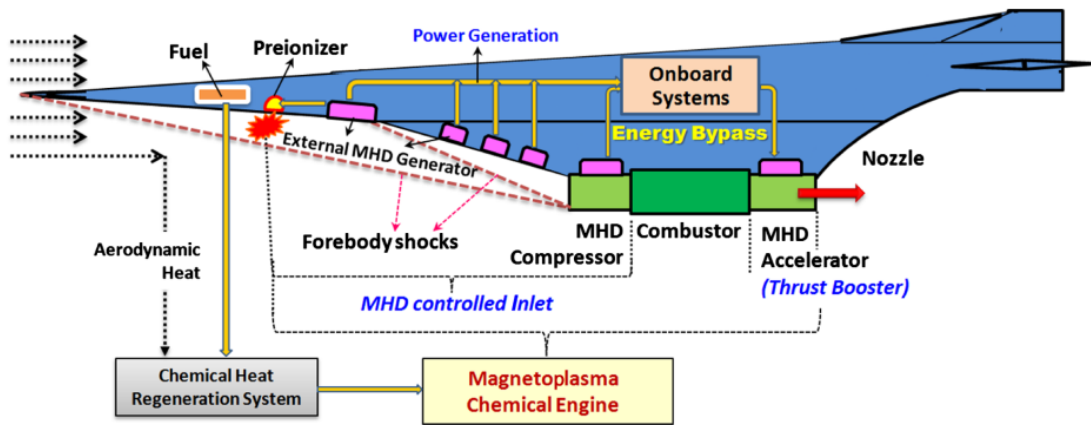 Fuel
Preionizer
Power Generation
Onboard
Systems
Energy Bypass
External MHD Generator
Nozzle
Forebody shocks
MHD
Compressor
Combustor
MHD
Accelerator
(Thrust Booster)
Aerodynamic
Heat
MHD controlled Inlet
Chemical Heat
Regeneration System
Magnetoplasma
Chemical Engine